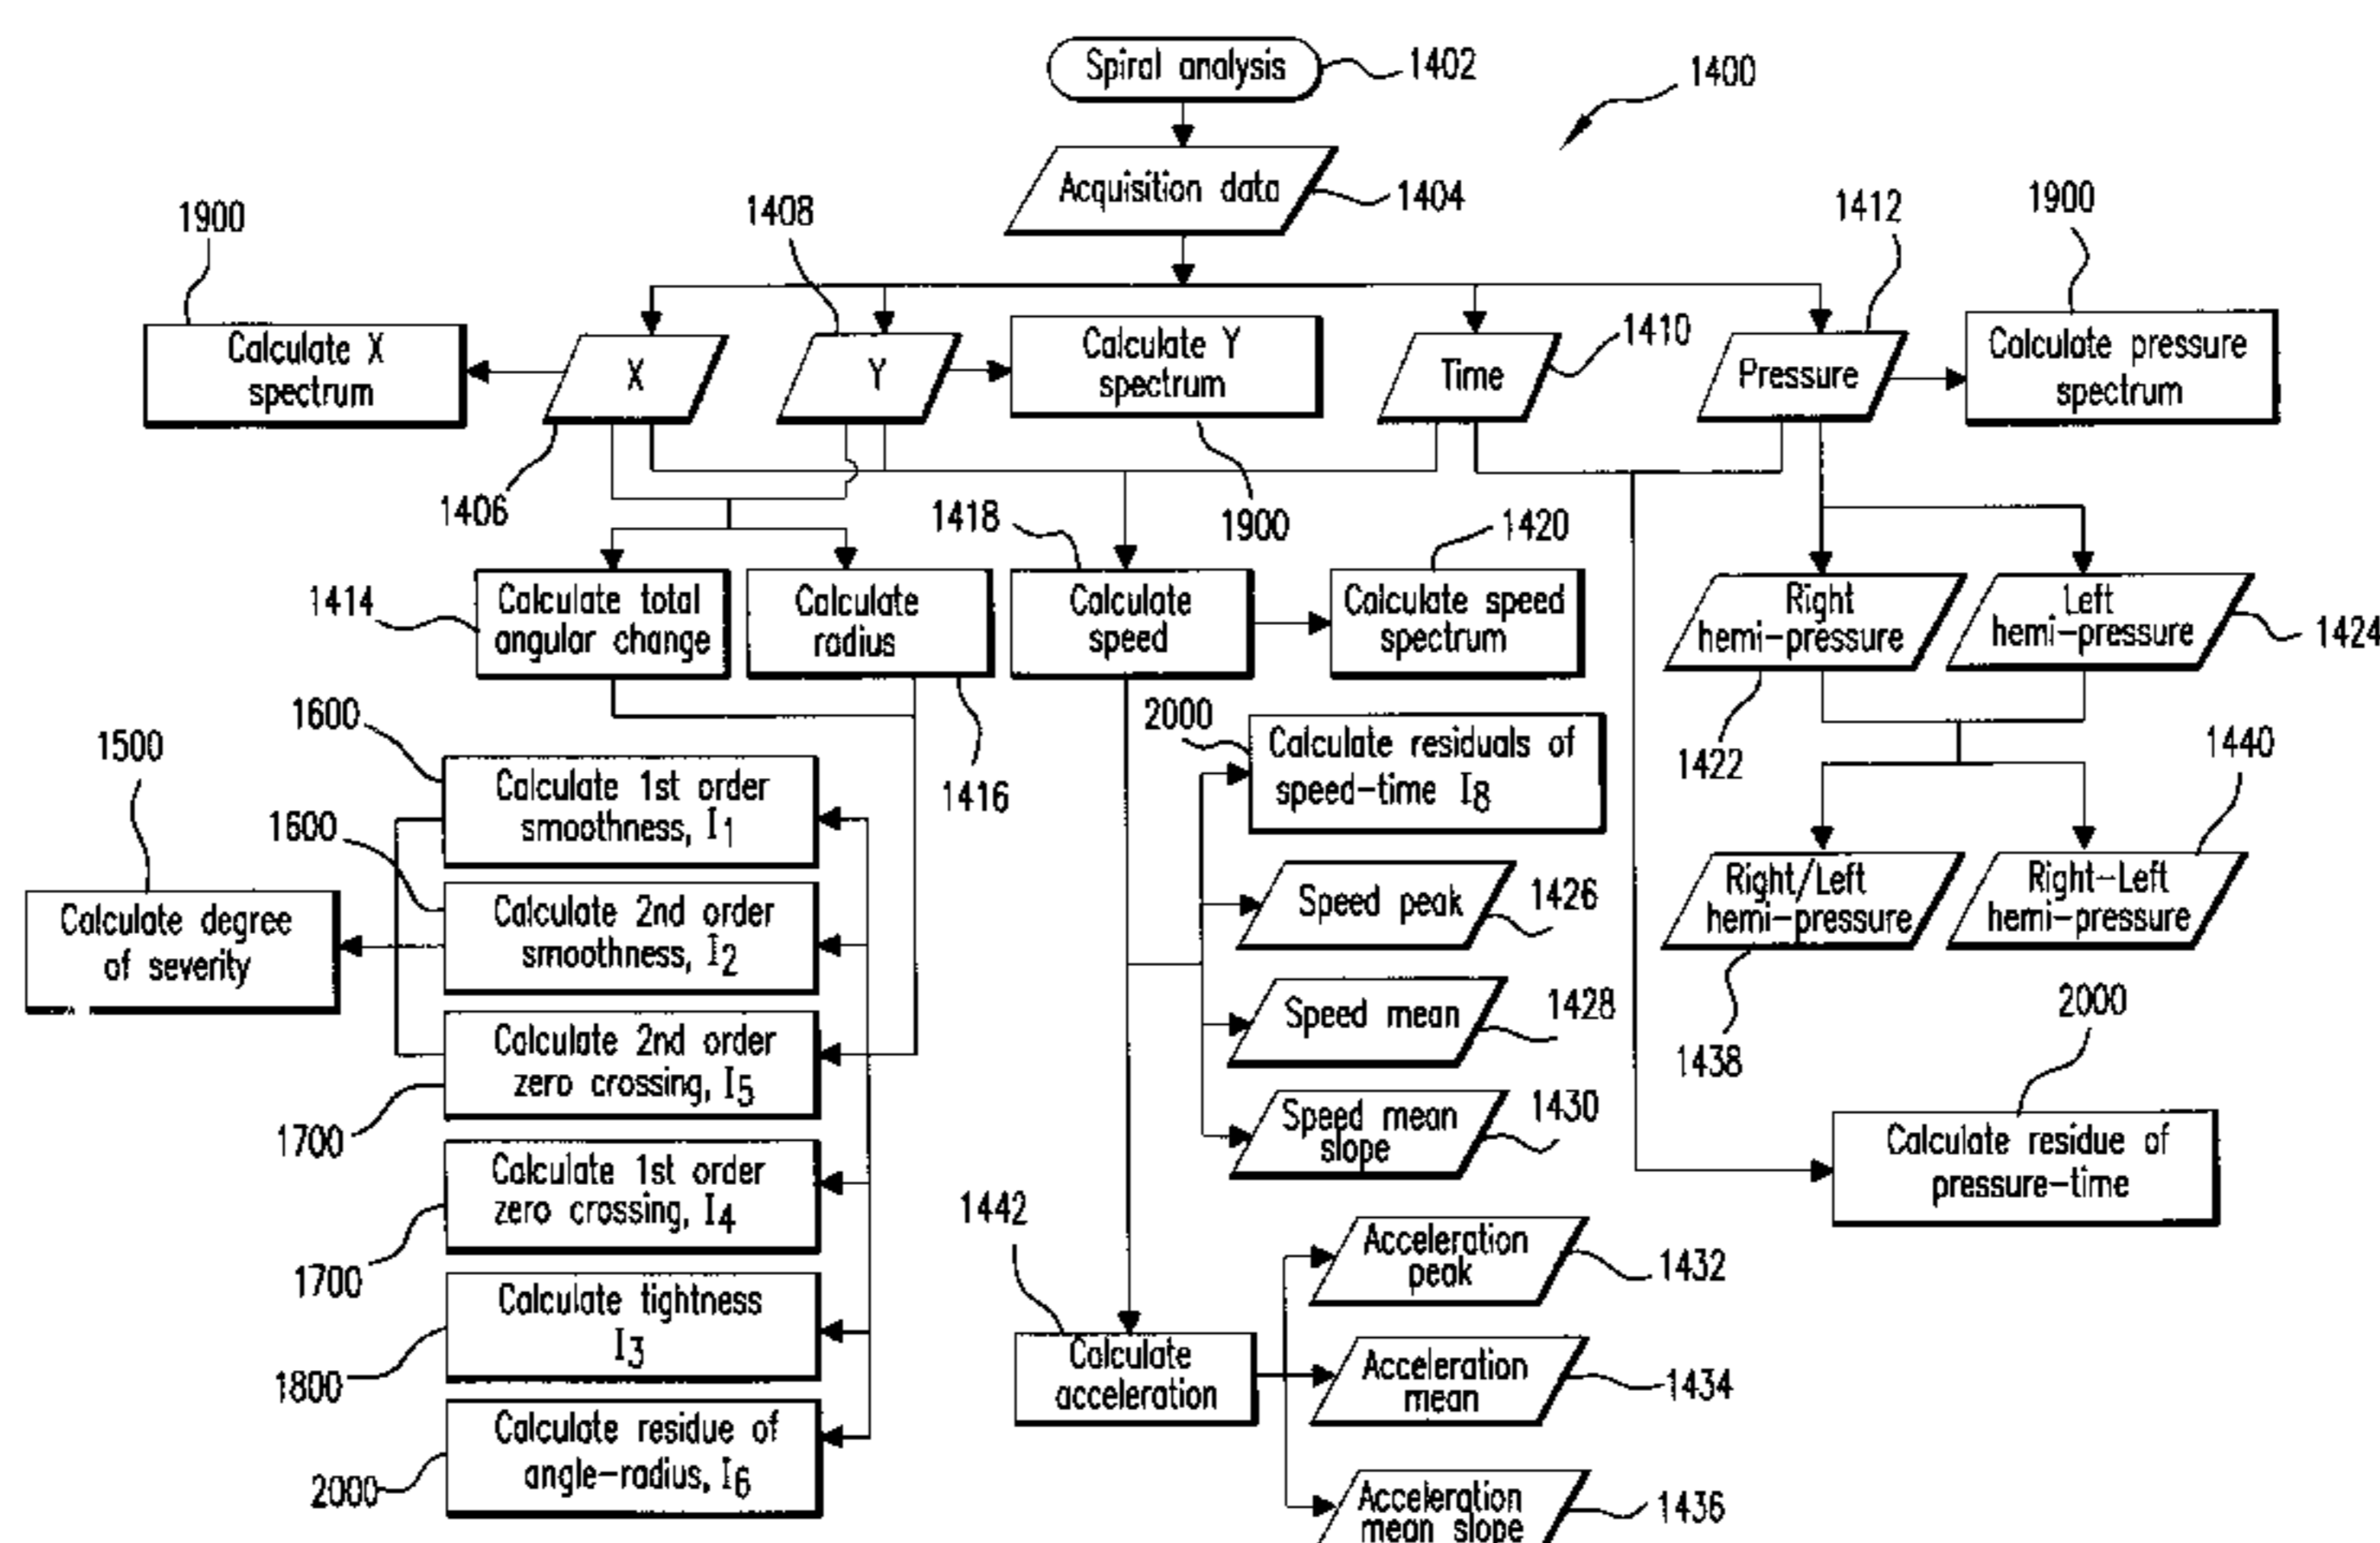 Spiral analysis
1402
1400
Acquisition data
1404
1900
1408
1412
1900
Calculate X
spectrum
X
Y
Calculate Y
spectrum
Time
1410
Pressure
Calculate pressure
spectrum
1406
1418
1900
1420
1414
Calculate total
angular change
Calculate
radius
Calculate
speed
Calculate speed
spectrum
Right
hemi-pressure
Left
hemi-pressure
1424
1500
1600
1416
2000
Calculate residuals of
speed-time I8
1422
1440
Calculate 1st order
smoothness, I1
1600
Calculate degree
of severity
Calculate 2nd order
smoothness, I2
Speed peak
1426
Right/Left
hemi-pressure
Right-Left
hemi-pressure
Calculate 2nd order
zero crossing, I5
1700
Speed mean
1428
1438
2000
Speed mean
slope
1430
Calculate residue of
pressure-time
Calculate 1st order
zero crossing, I4
1700
1442
Acceleration
peak
1432
Calculate tightness
I3
1800
Calculate
acceleration
Acceleration
mean
1434
Calculate residue of
angle-radius, I6
2000
Acceleration
mean slope
1436